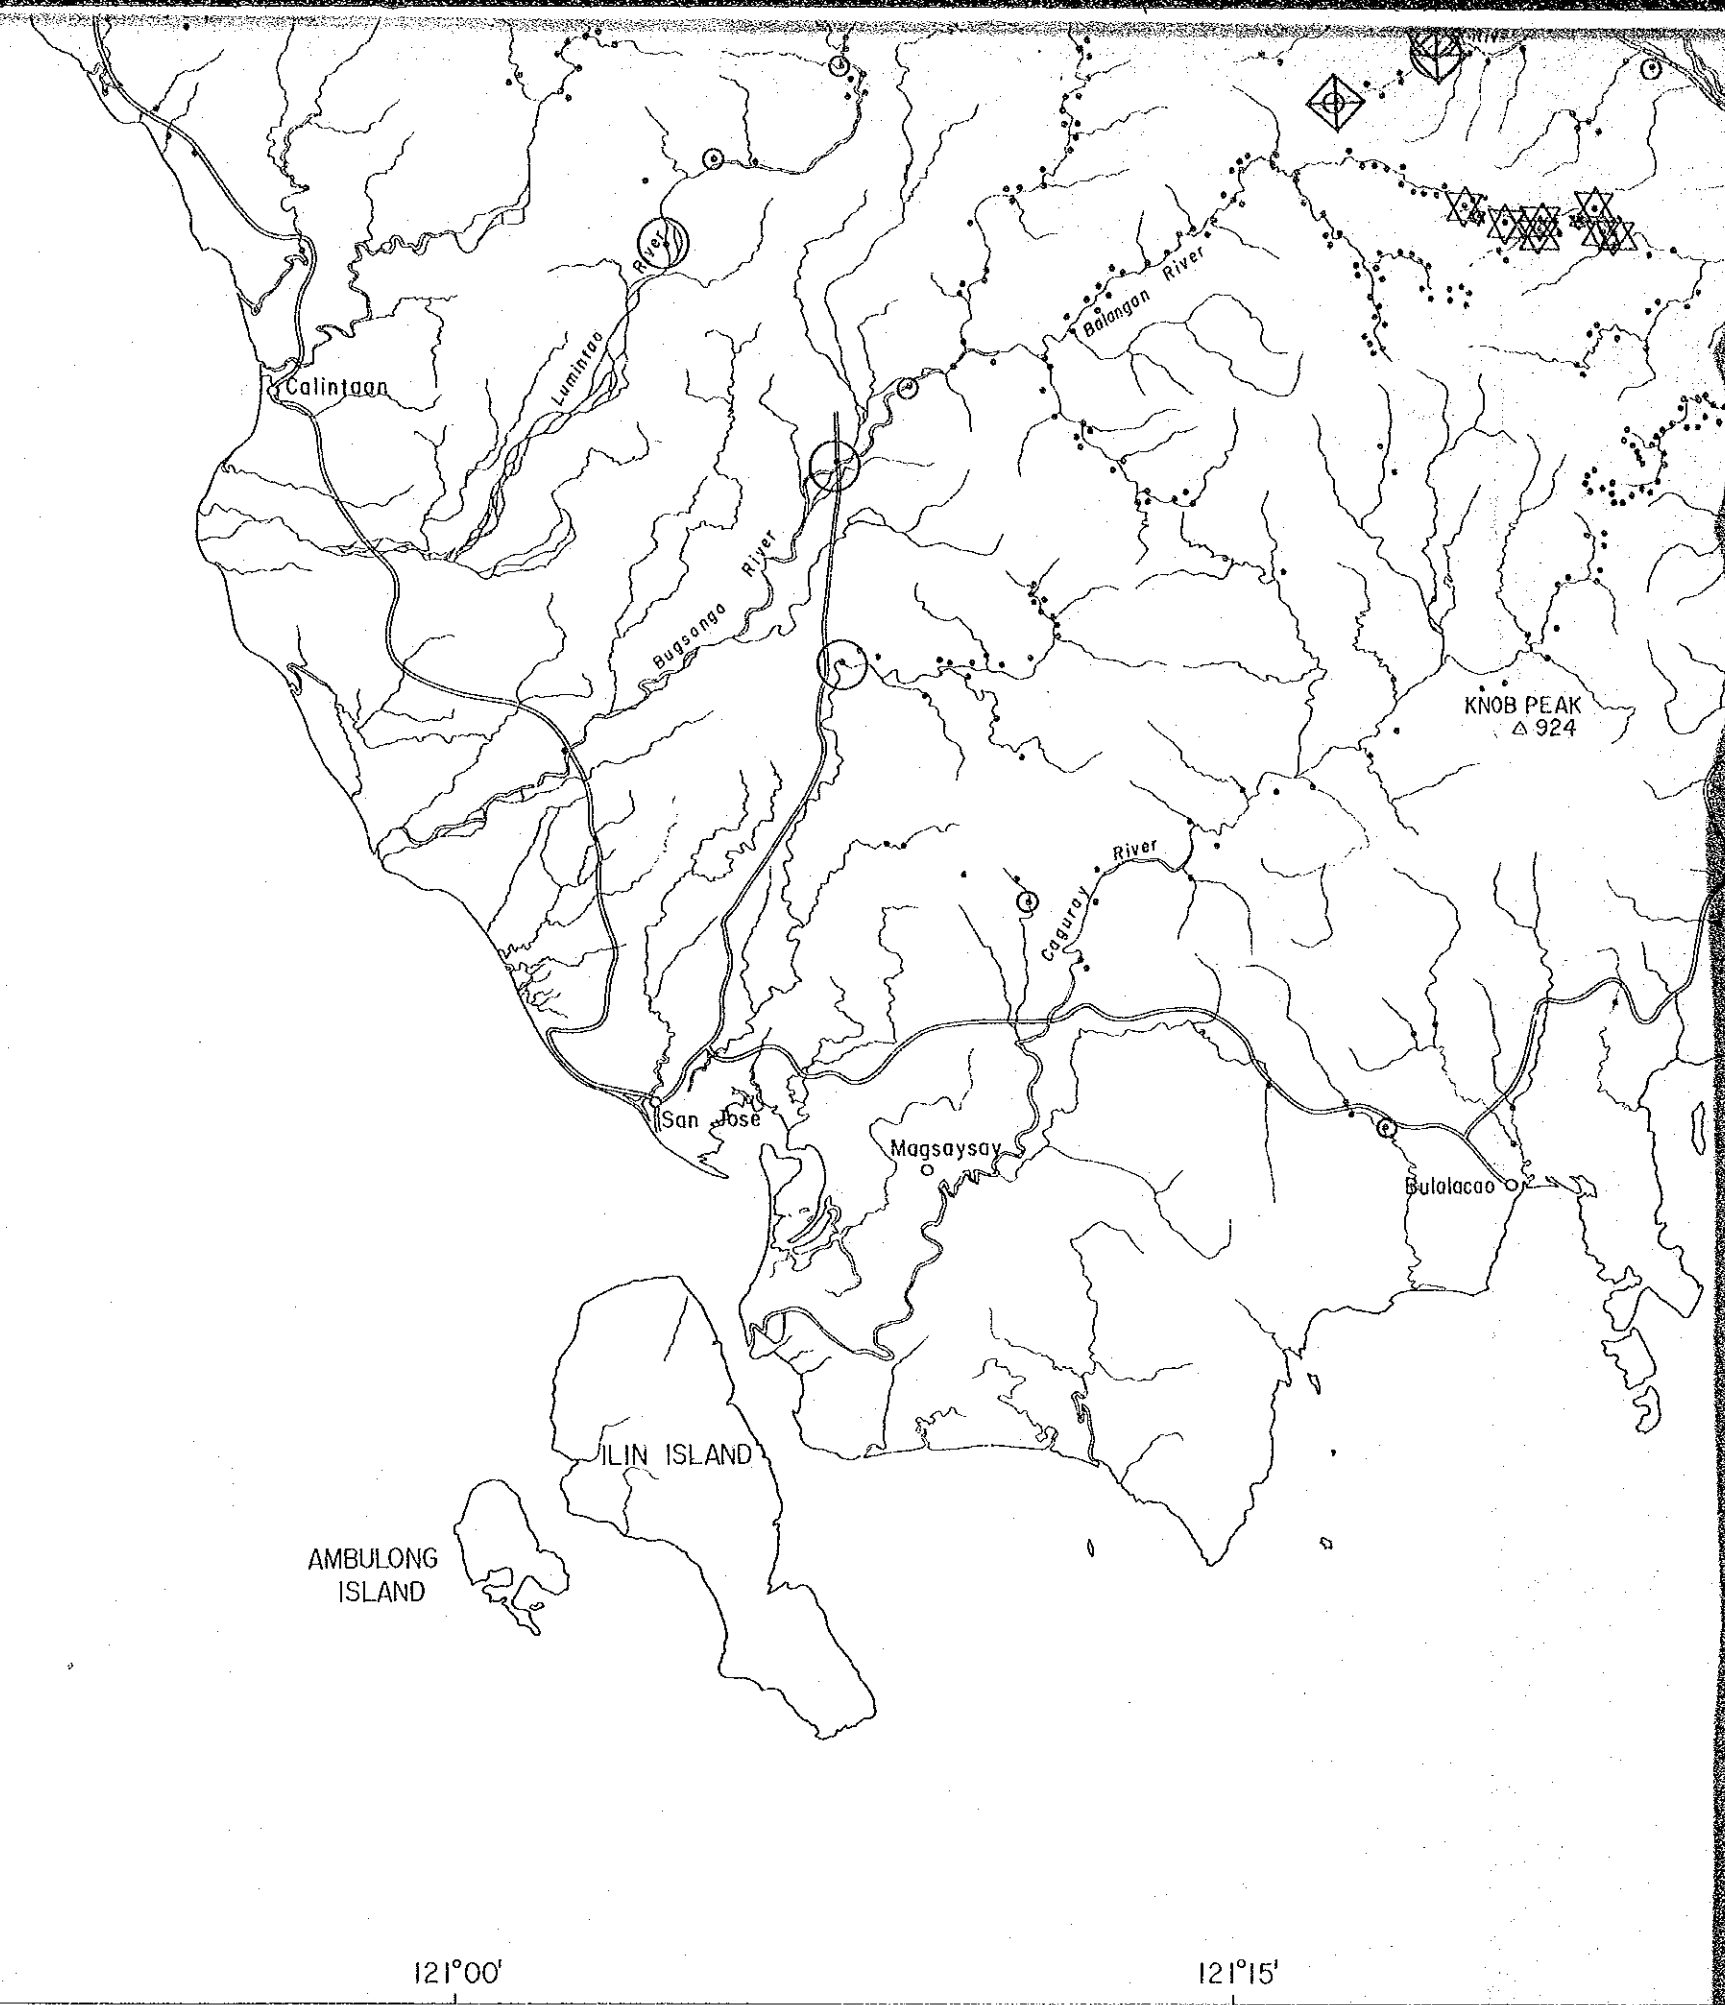 River
Lumintao
Balangan River
Calintaan
Bugsanga River
KNOB PEAK
△ 924
Caguray River
San Jose
Magsaysay
Bulalacao
ILIN ISLAND
AMBULONG
ISLAND
121°00'
121°15'